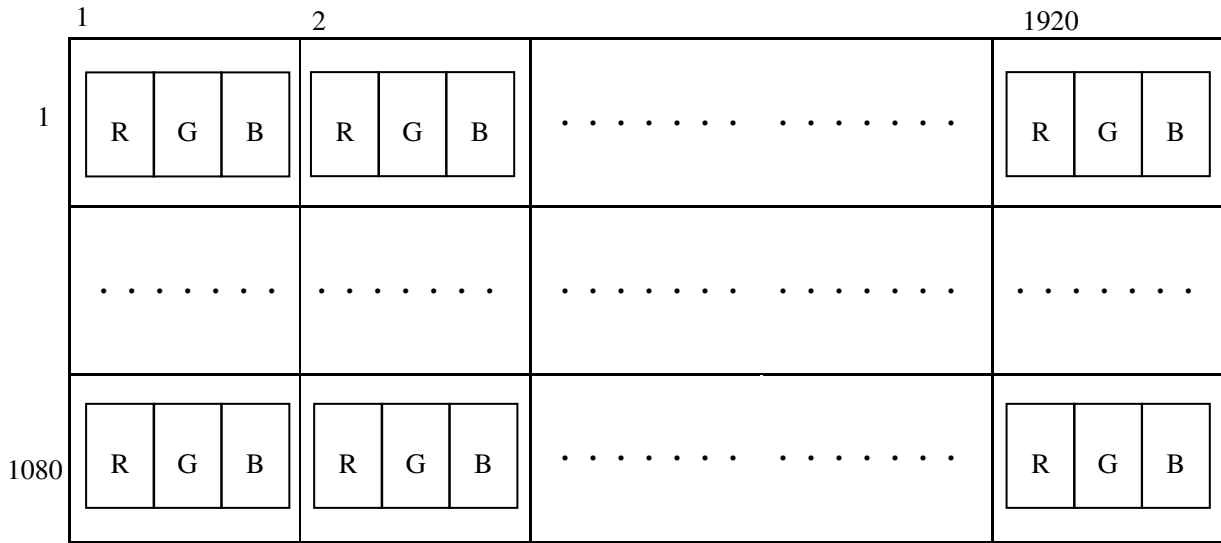 1 2 1920
1 R G B R G B . . . . . . . . . . . . . . R G B
. . . . . . . . . . . . . . . . . . . . . . . . . . . . . . . . . . .
1080 R G B R G B . . . . . . . . . . . . . . R G B